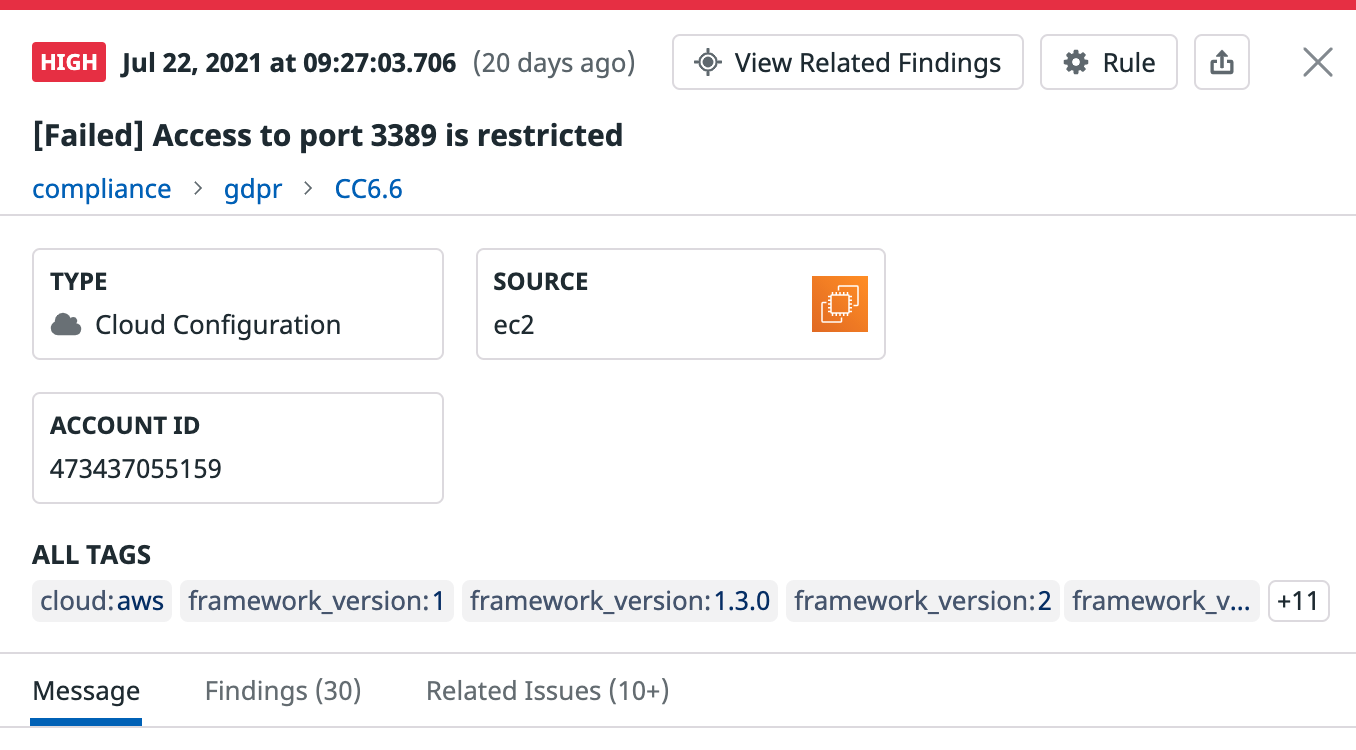 HIGH Jul 22, 2021 at 09:27:03.706 (20 days ago) View Related Findings Rule
[Failed] Access to port 3389 is restricted
compliance > gdpr > CC6.6
TYPE
Cloud Configuration
SOURCE
ec2
ACCOUNT ID
473437055159
ALL TAGS
cloud:aws framework_version:1 framework_version:1.3.0 framework_version:2 framework_v... +11
Message Findings (30) Related Issues (10+)